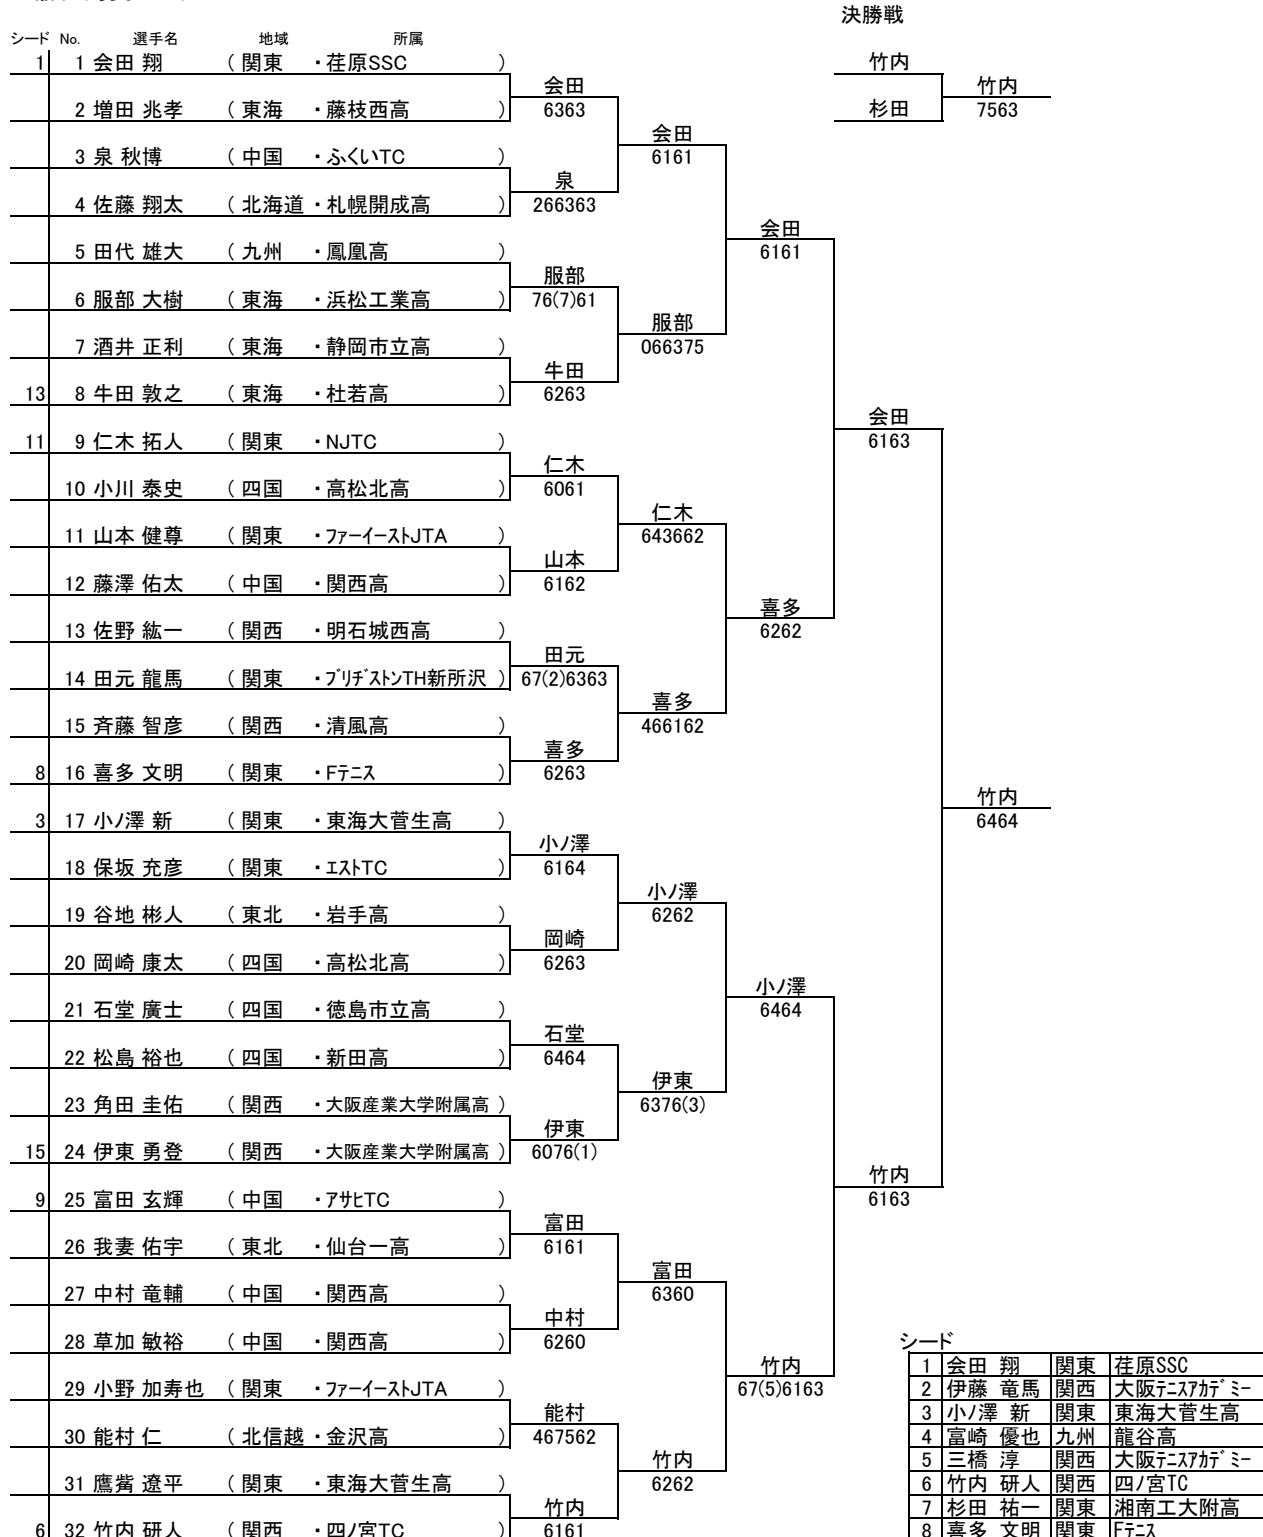 決勝戦
シード No. 選手名 地域 所属
1 1 会田 翔 ( 関東 ・荏原SSC )
竹内
会田
竹内
2 増田 兆孝 ( 東海 ・藤枝西高 )
6363
杉田
7563
会田
3 泉 秋博 ( 中国 ・ふくいTC )
6161
泉
4 佐藤 翔太 ( 北海道 ・札幌開成高 )
266363
会田
5 田代 雄大 ( 九州 ・鳳凰高 )
6161
服部
6 服部 大樹 ( 東海 ・浜松工業高 )
76(7)61
服部
7 酒井 正利 ( 東海 ・静岡市立高 )
066375
牛田
13 8 牛田 敦之 ( 東海 ・杜若高 )
6263
会田
11 9 仁木 拓人 ( 関東 ・NJTC )
6163
仁木
10 小川 泰史 ( 四国 ・高松北高 )
6061
仁木
11 山本 健尊 ( 関東 ・ファーイーストJTA )
643662
山本
12 藤澤 佑太 ( 中国 ・関西高 )
6162
喜多
13 佐野 紘一 ( 関西 ・明石城西高 )
6262
田元
14 田元 龍馬 ( 関東 ・ブリヂストンTH新所沢 )
67(2)6363
喜多
15 斉藤 智彦 ( 関西 ・清風高 )
466162
喜多
8 16 喜多 文明 ( 関東 ・Fテニス )
6263
竹内
3 17 小ノ澤 新 ( 関東 ・東海大菅生高 )
6464
小ノ澤
18 保坂 充彦 ( 関東 ・エストTC )
6164
小ノ澤
19 谷地 彬人 ( 東北 ・岩手高 )
6262
岡崎
20 岡崎 康太 ( 四国 ・高松北高 )
6263
小ノ澤
21 石堂 廣士 ( 四国 ・徳島市立高 )
6464
石堂
22 松島 裕也 ( 四国 ・新田高 )
6464
伊東
23 角田 圭佑 ( 関西 ・大阪産業大学附属高 )
6376(3)
伊東
15 24 伊東 勇登 ( 関西 ・大阪産業大学附属高 )
6076(1)
竹内
9 25 富田 玄輝 ( 中国 ・アサヒTC )
6163
富田
26 我妻 佑宇 ( 東北 ・仙台一高 )
6161
富田
27 中村 竜輔 ( 中国 ・関西高 )
6360
中村
28 草加 敏裕 ( 中国 ・関西高 )
6260
竹内
29 小野 加寿也 ( 関東 ・ファーイーストJTA )
67(5)6163
能村
30 能村 仁 ( 北信越 ・金沢高 )
467562
竹内
31 鷹觜 遼平 ( 関東 ・東海大菅生高 )
6262
竹内
6 32 竹内 研人 ( 関西 ・四ノ宮TC )
6161
シード
1 会田 翔 関東 荏原SSC
2 伊藤 竜馬 関西 大阪テニスアカデミー
3 小ノ澤 新 関東 東海大菅生高
4 富崎 優也 九州 龍谷高
5 三橋 淳 関西 大阪テニスアカデミー
6 竹内 研人 関西 四ノ宮TC
7 杉田 祐一 関東 湘南工大附高
8 喜多 文明 関東 Fテニス